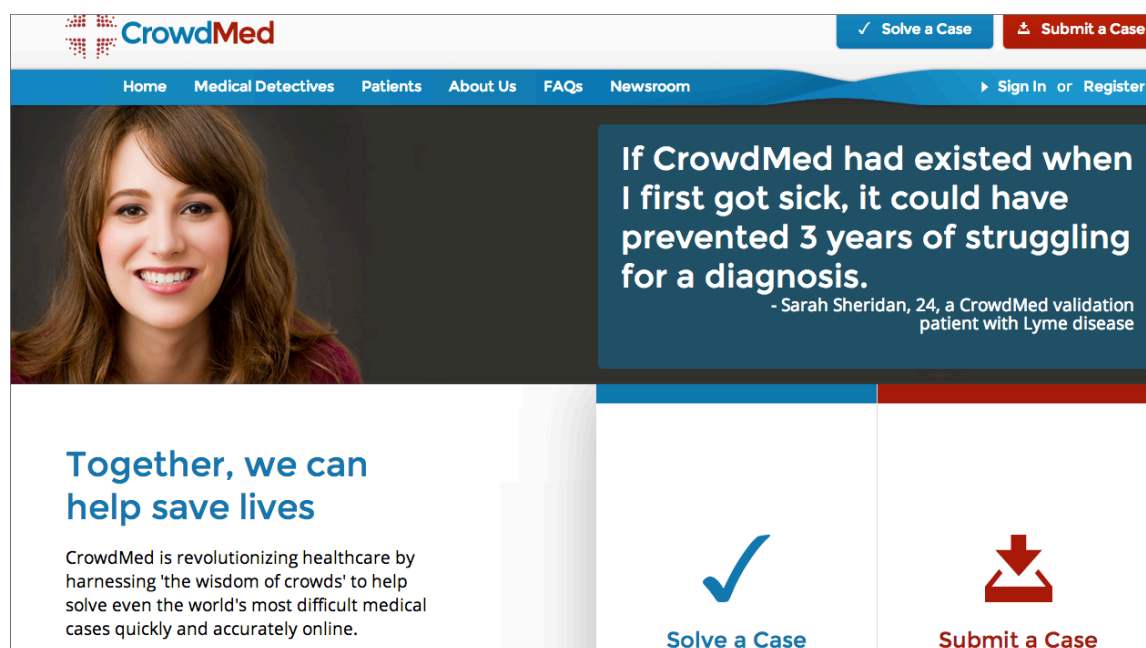 CrowdMed
✓ Solve a Case
Submit a Case
Home Medical Detectives Patients About Us FAQs Newsroom
Sign In or Register
If CrowdMed had existed when
I first got sick, it could have
prevented 3 years of struggling
for a diagnosis.
- Sarah Sheridan, 24, a CrowdMed validation
patient with Lyme disease
Together, we can
help save lives
CrowdMed is revolutionizing healthcare by
harnessing 'the wisdom of crowds' to help
solve even the world's most difficult medical
cases quickly and accurately online.
Solve a Case
Submit a Case